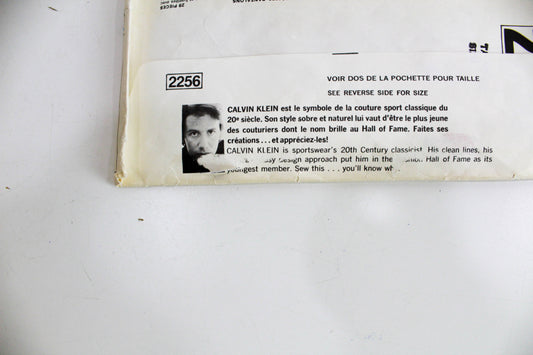 29 PIECES
2256
VOIR DOS DE LA POCHETTE POUR TAILLE
SEE REVERSE SIDE FOR SIZE
CALVIN KLEIN est le symbole de la couture sport classique du
20e siècle. Son style sobre et naturel lui vaut d'être le plus jeune
des couturiers dont le nom brille au Hall of Fame. Faites ses
créations . . . et appréciez-les!
CALVIN KLEIN is sportswear's 20th Century classicist. His clean lines, his
design approach put him in the Hall of Fame as its
youngest member. Sew this . . . you'll know